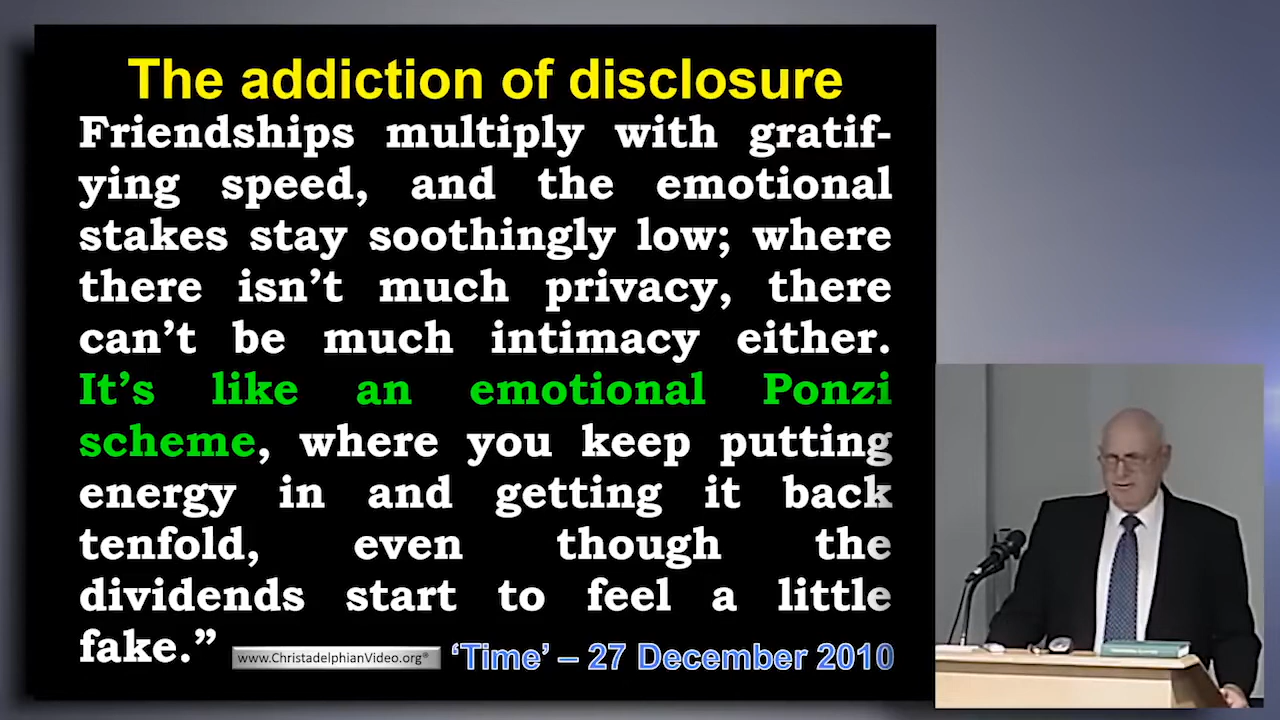 The addiction of disclosure
Friendships multiply with gratif-
ying speed, and the emotional
stakes stay soothingly low; where
there isn’t much privacy, there
can’t be much intimacy either.
It’s like an emotional Ponzi
scheme, where you keep putting
energy in and getting it back
tenfold, even though the
dividends start to feel a little
fake.”
www.ChristadelphianVideo.org®
‘Time’ – 27 December 2010